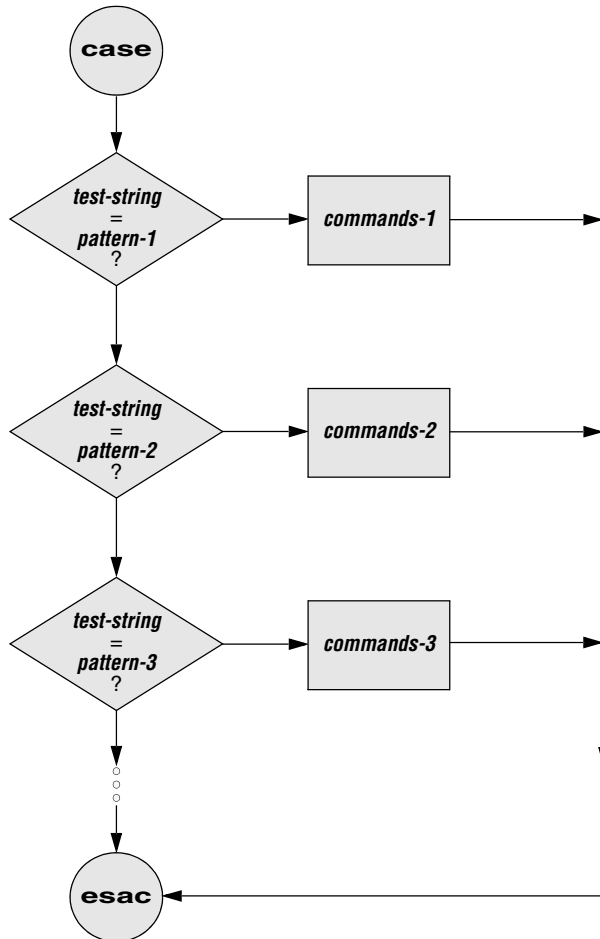 case
test-string
=
pattern-1
?
commands-1
test-string
=
pattern-2
?
commands-2
test-string
=
pattern-3
?
commands-3
esac